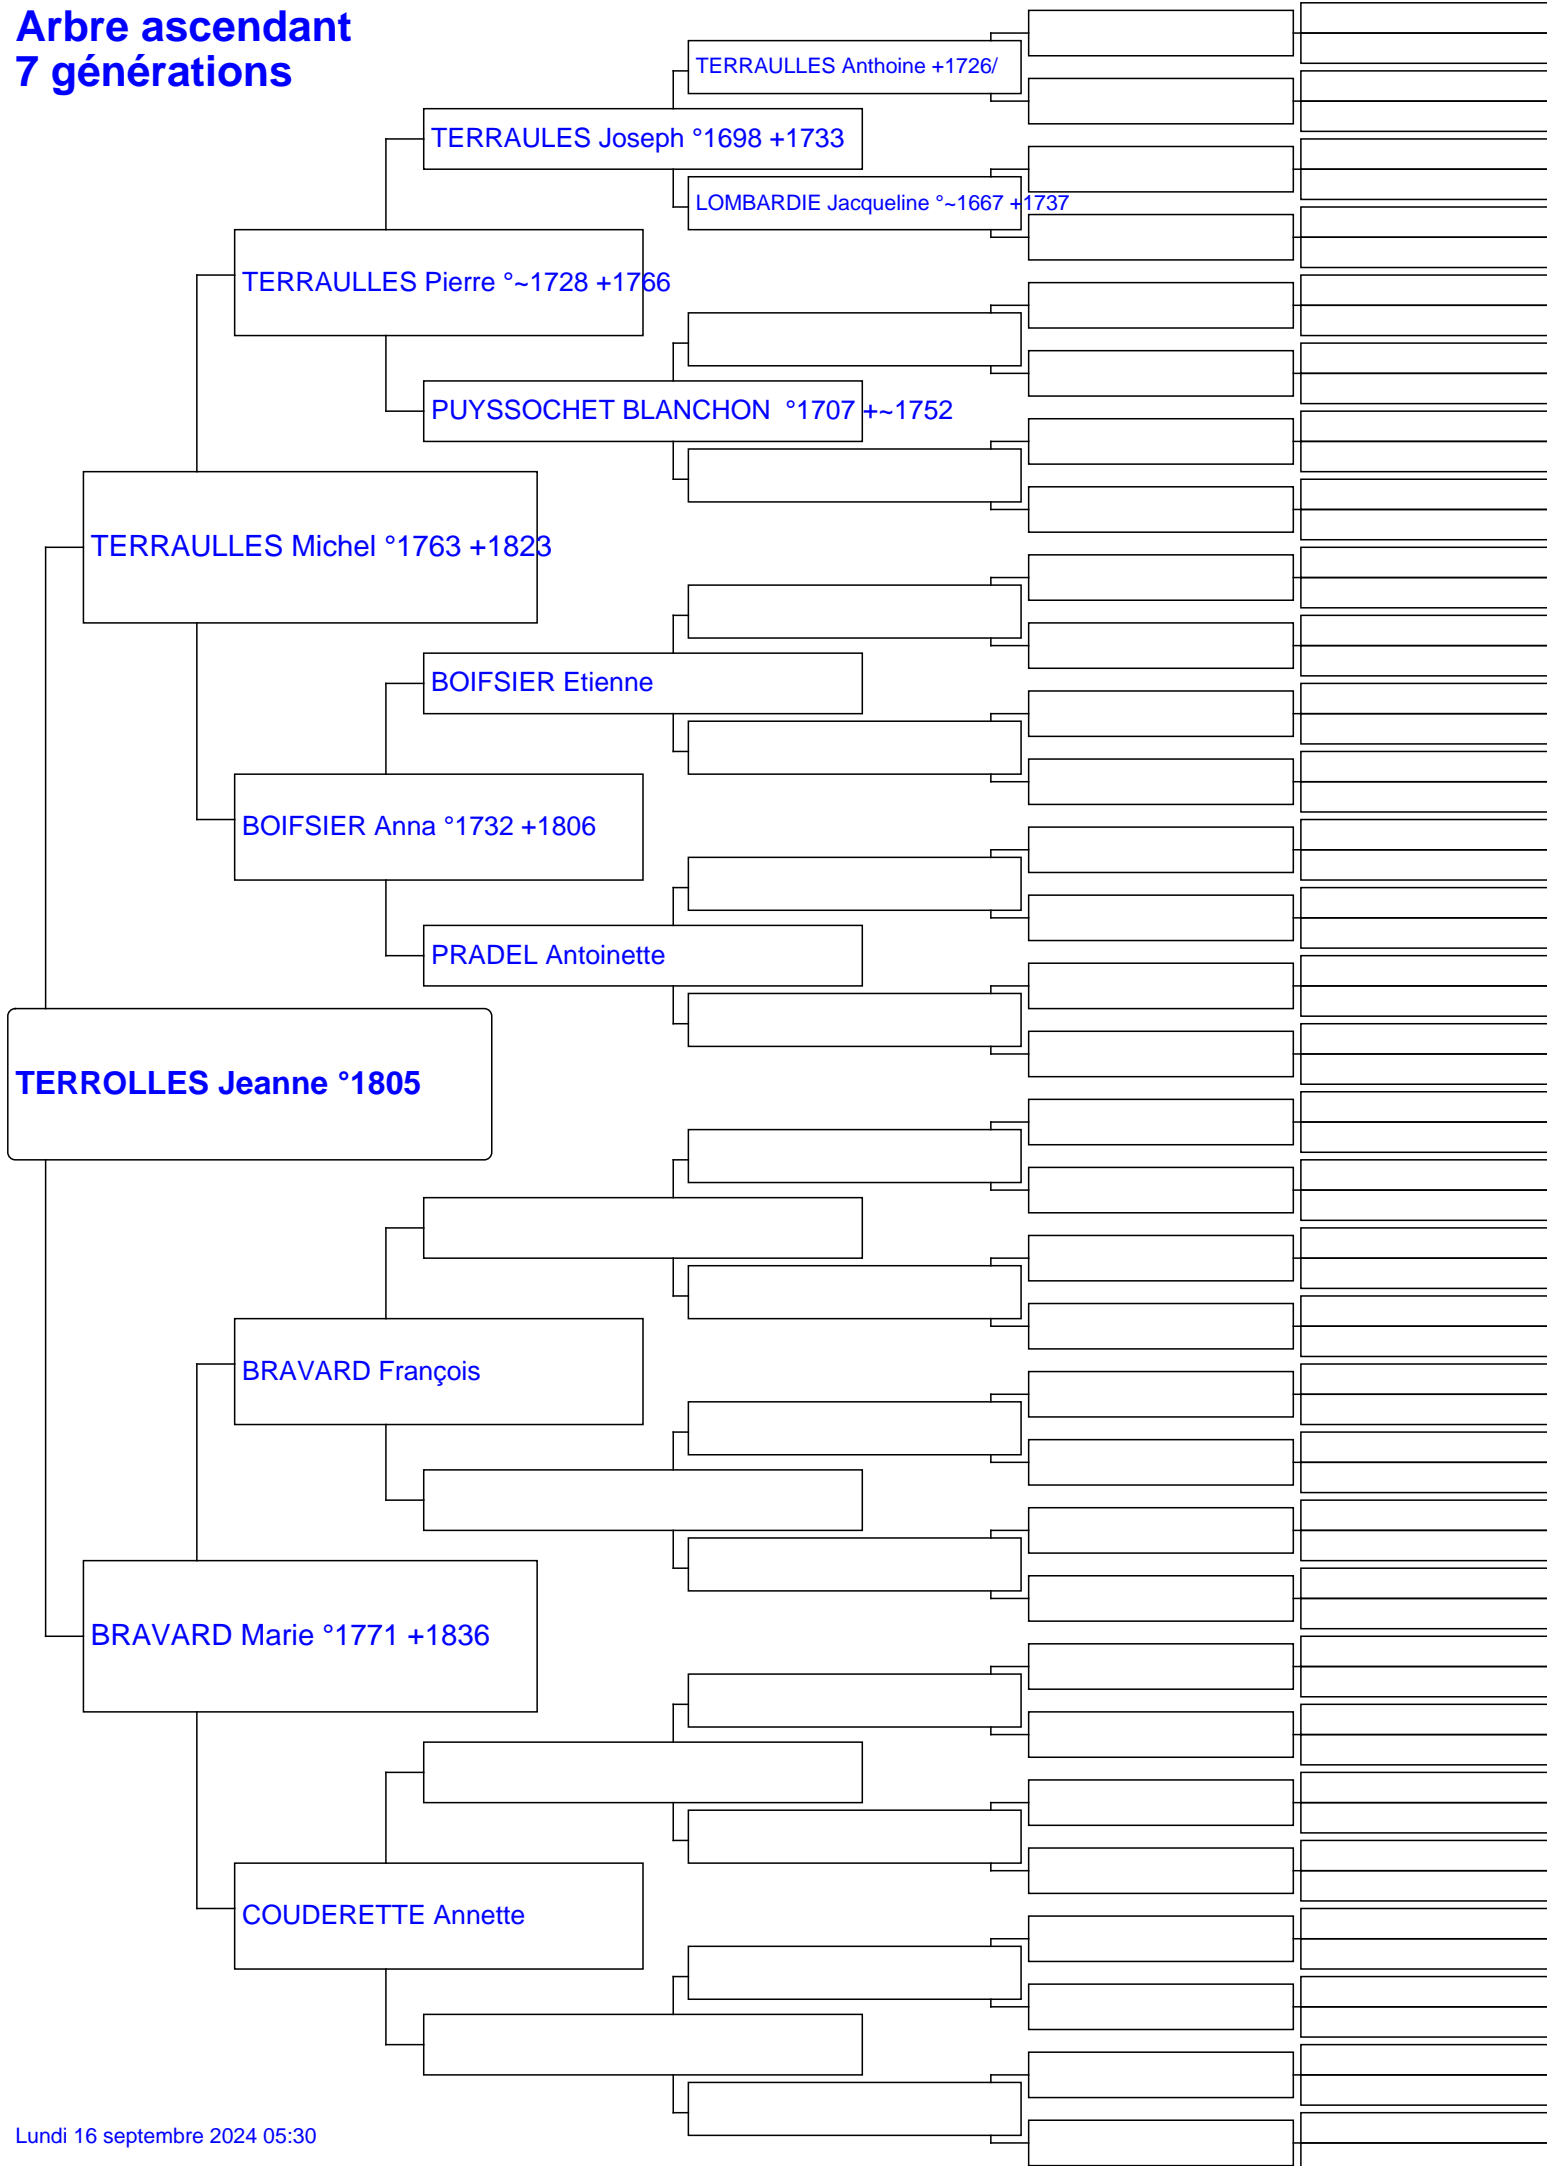 Arbre ascendant
7 générations
TERRAULLES Anthoine +1726/
TERRAULES Joseph °1698 +1733
LOMBARDIE Jacqueline °~1667 +1737
TERRAULLES Pierre °~1728 +1766
PUYSSOCHET BLANCHON  °1707 +~1752
TERRAULLES Michel °1763 +1823
BOIFSIER Etienne
BOIFSIER Anna °1732 +1806
PRADEL Antoinette
TERROLLES Jeanne °1805
BRAVARD François
BRAVARD Marie °1771 +1836
COUDERETTE Annette
Lundi 16 septembre 2024 05:30